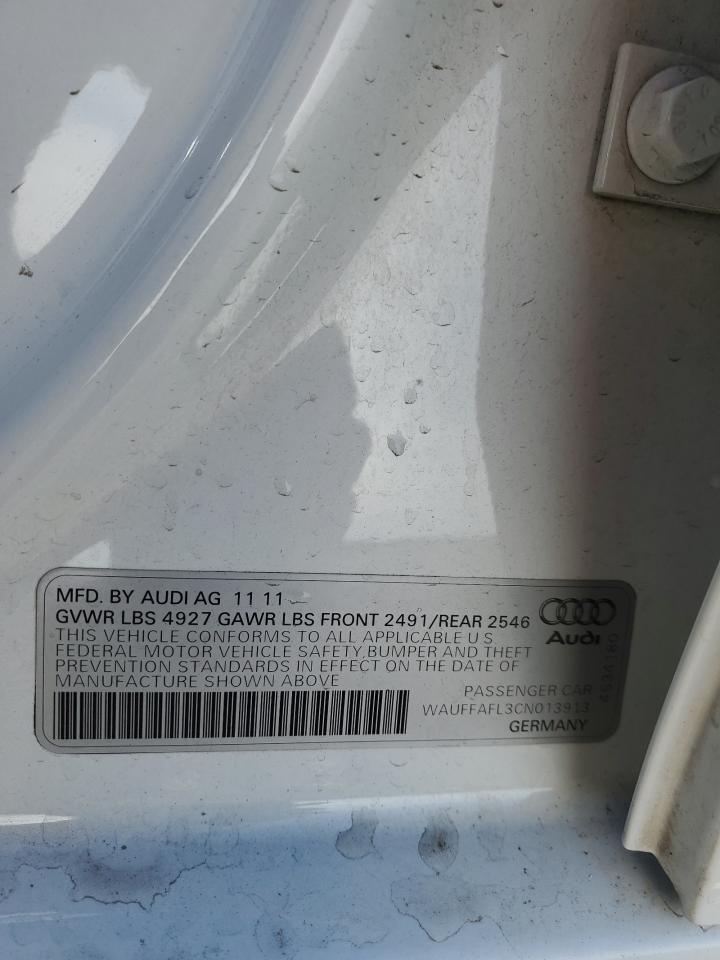 MFD. BY AUDI AG 11 11
GVWR LBS 4927 GAWR LBS FRONT 2491/REAR 2546
THIS VEHICLE CONFORMS TO ALL APPLICABLE U S
FEDERAL MOTOR VEHICLE SAFETY,BUMPER AND THEFT
PREVENTION STANDARDS IN EFFECT ON THE DATE OF
MANUFACTURE SHOWN ABOVE
Audi
PASSENGER CAR
WAUFFAFL3CN013913
GERMANY